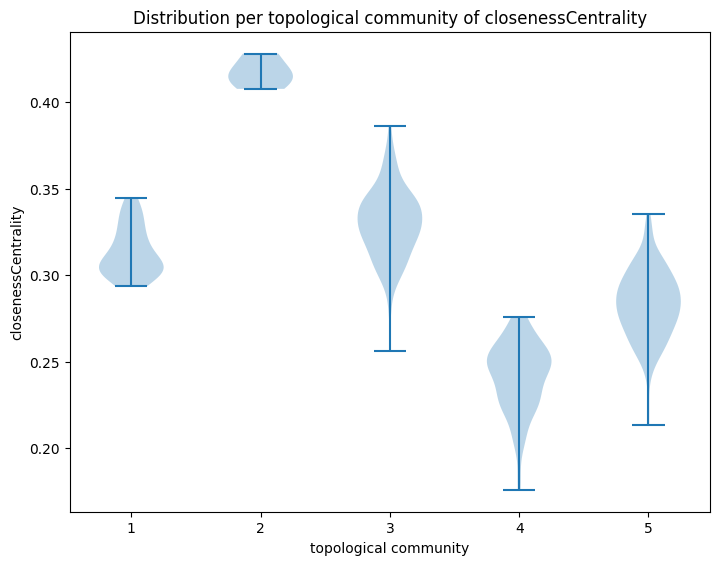 Distribution per topological community of closenessCentrality
closenessCentrality
0.40
0.35
0.30
0.25
0.20
1 2 3 4 5
topological community